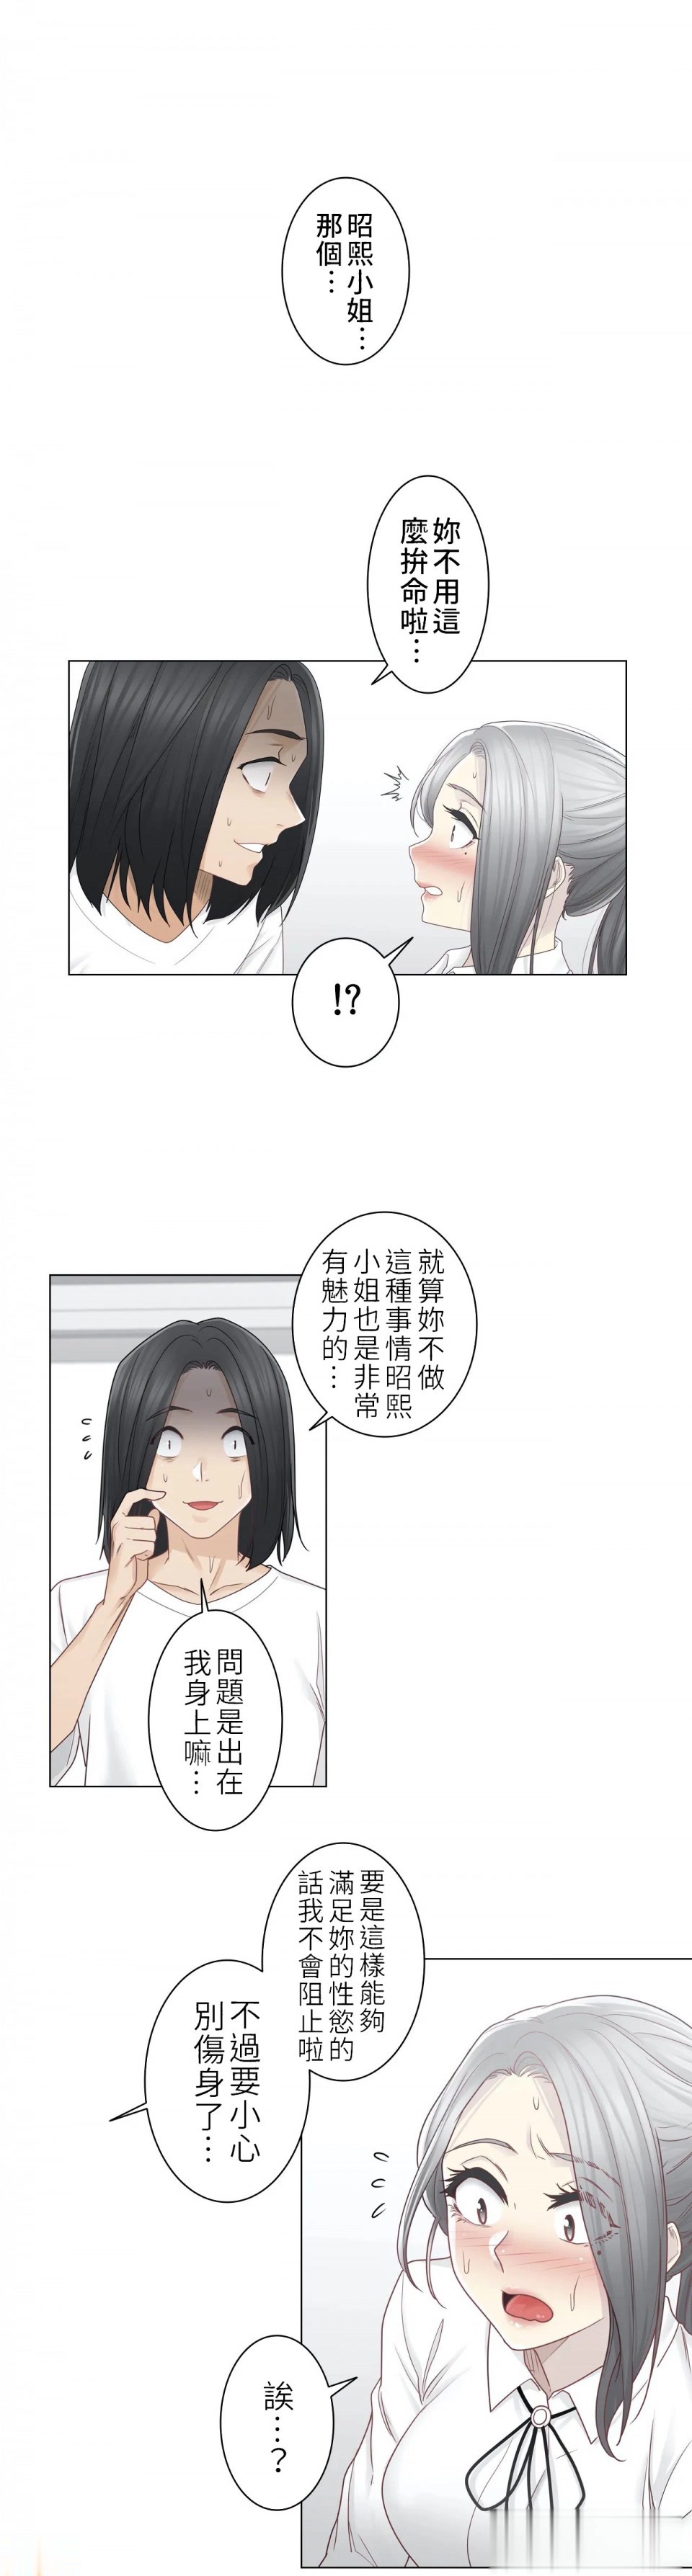 昭熙小姐…
那個…
妳不用這
麼拚命啦…
!?
就算妳不做
這種事情昭熙
小姐也是非常
有魅力的…
問題是出在
我身上嘛…
要是這樣能夠
滿足妳的性慾的
話我不會阻止啦
不過要小心
別傷身了…
誒…?